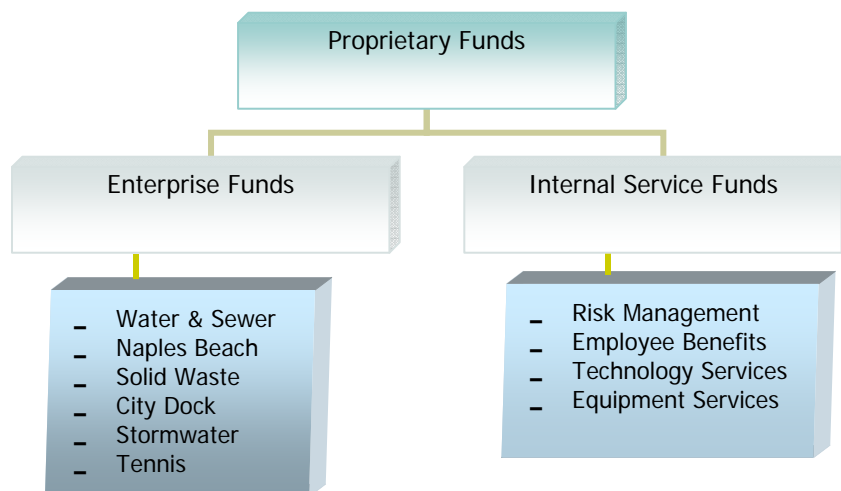 Proprietary Funds
Enterprise Funds
Internal Service Funds
_ Water & Sewer
_ Naples Beach
_ Solid Waste
_ City Dock
_ Stormwater
_ Tennis
_ Risk Management
_ Employee Benefits
_ Technology Services
_ Equipment Services